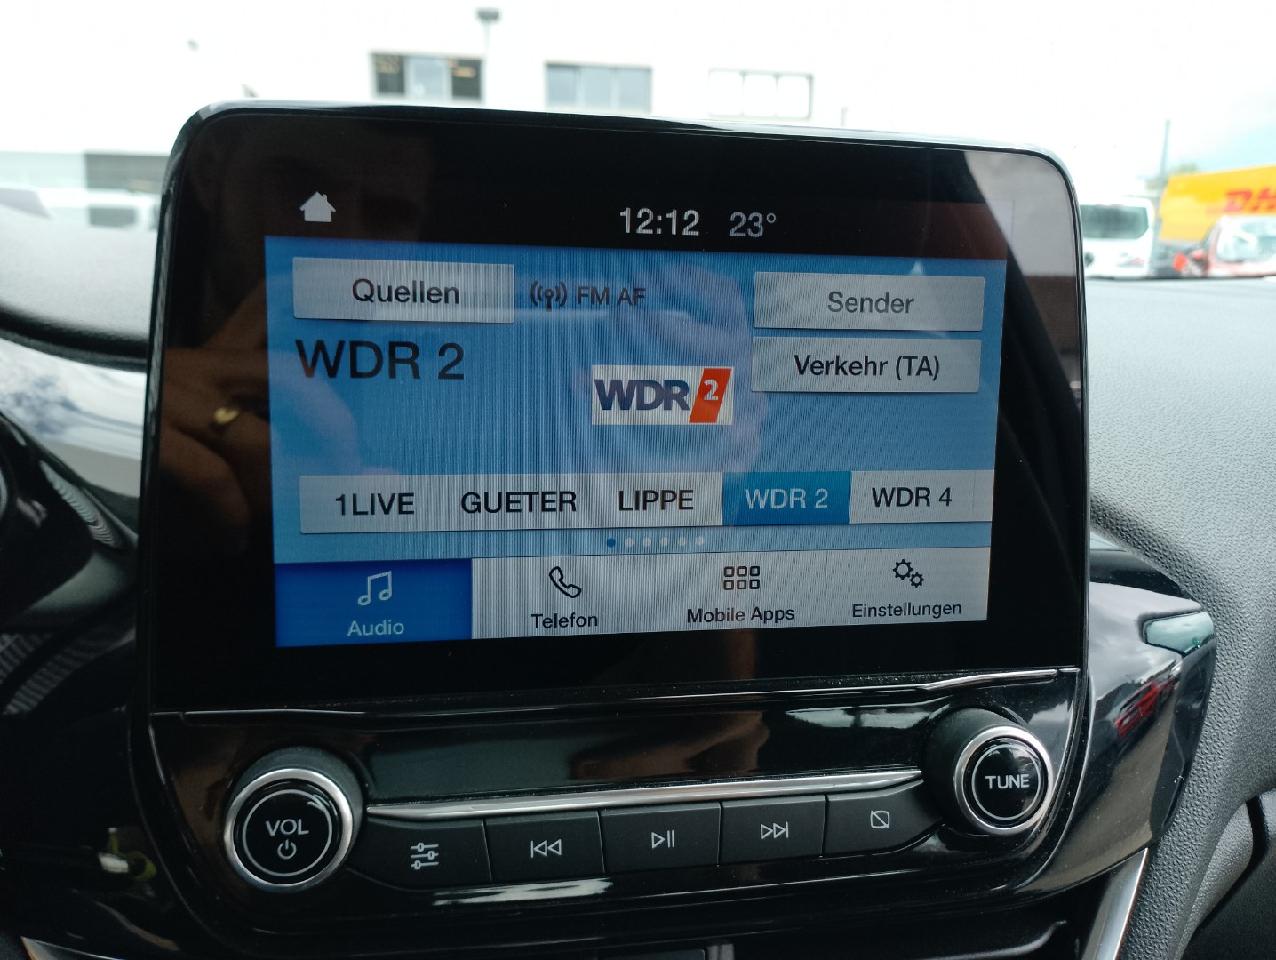 12:12 23°
Quellen
FM AF
Sender
WDR 2
Verkehr (TA)
WDR 2
1LIVE GUETER LIPPE WDR 2 WDR 4
Audio Telefon Mobile Apps Einstellungen
VOL
TUNE
DHL